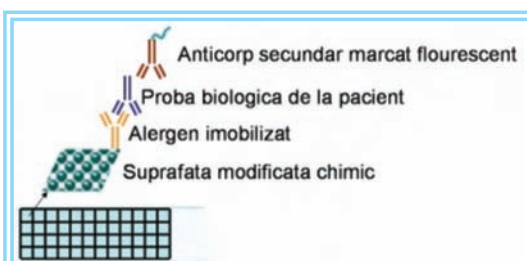 Anticorp secundar marcat flourescent
Proba biologica de la pacient
Alergen imobilizat
Suprafata modificata chimic